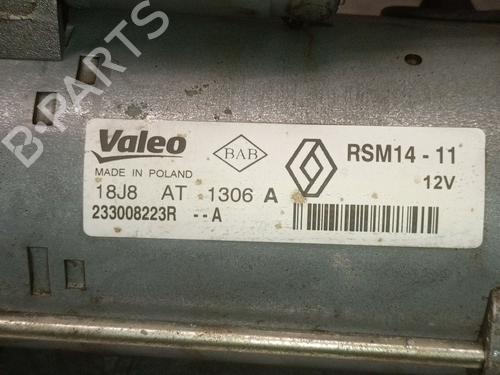 B-PARTS
Valeo
MADE IN POLAND
BAB
RSM14 - 11
12V
18J8 AT 1306 A
233008223R -- A